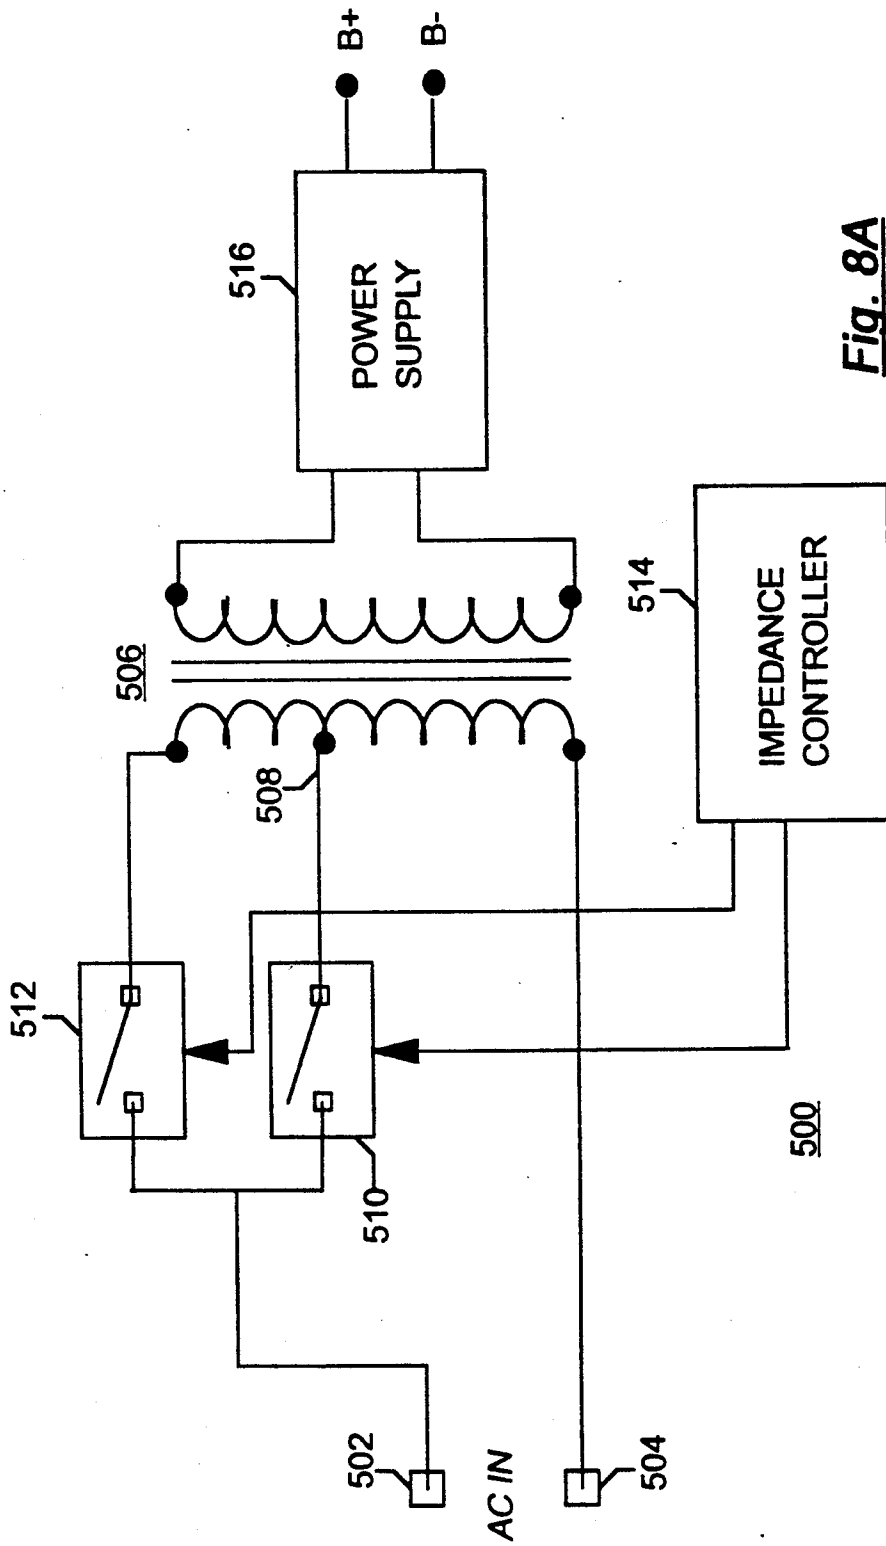 512
506
516
B+
B-
508
POWER
SUPPLY
510
502
AC IN
504
514
IMPEDANCE
CONTROLLER
500
Fig. 8A